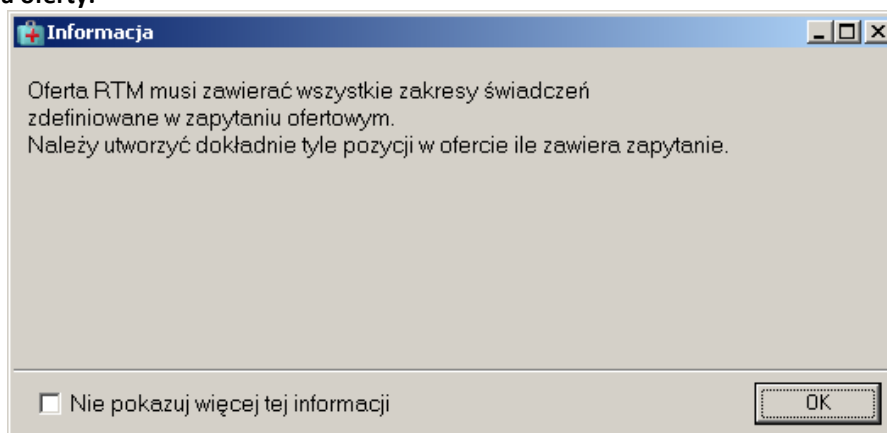 oferty.
Informacja
Oferta RTM musi zawierać wszystkie zakresy świadczeń
zdefiniowane w zapytaniu ofertowym.
Należy utworzyć dokładnie tyle pozycji w ofercie ile zawiera zapytanie.
Nie pokazuj więcej tej informacji
OK